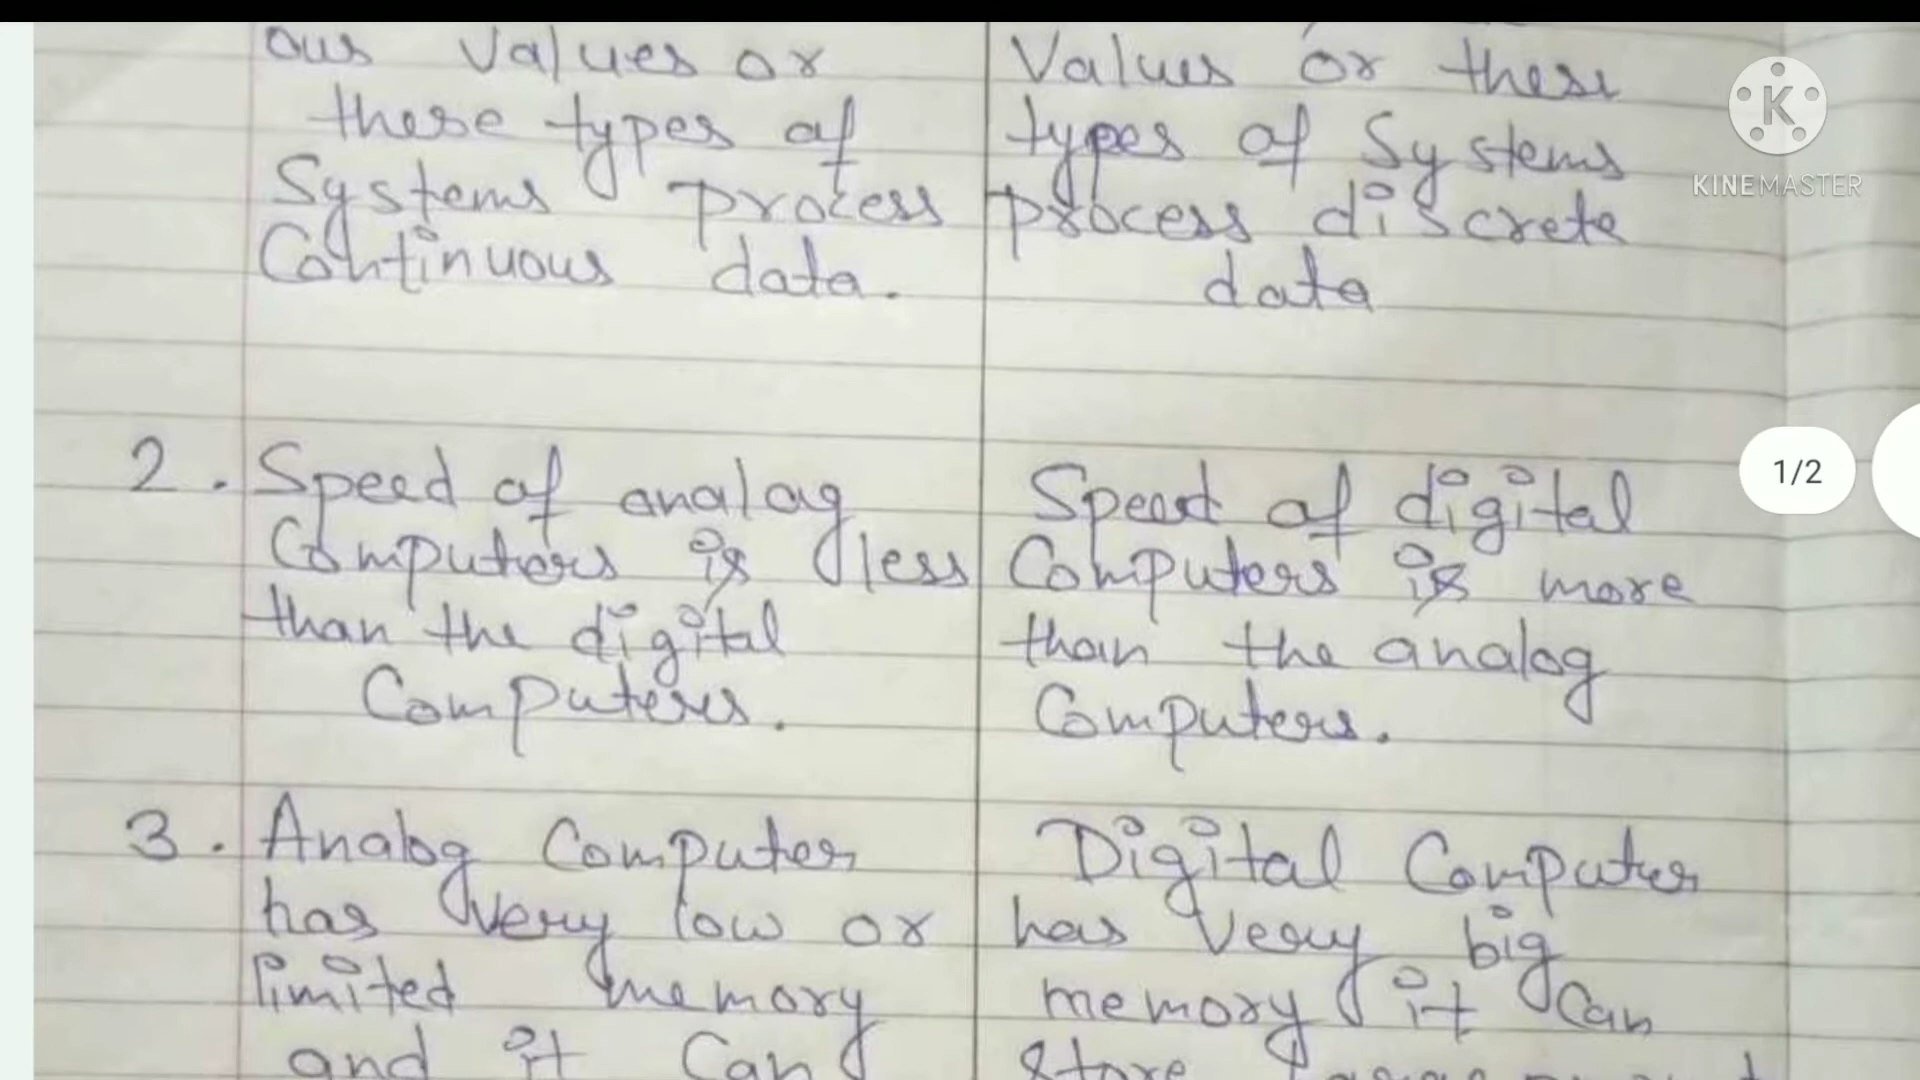 ous values or
these types of
Systems process
Continuous data.
2. Speed of analog
Computers is less
than the digital
Computers.
3. Analog Computer
has very low or
limited memory
and it can
Values or these
types of Systems
process discrete
data
Speed of digital
Computers is more
than the analog
Computers.
Digital Computer
has very big
memory it can
store
K
KINEMASTER
1/2